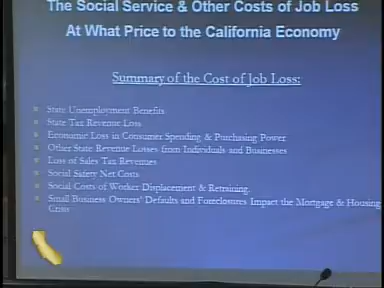 The Social Service & Other Costs of Job Loss
At What Price to the California Economy
Summary of the Cost of Job Loss:
State Unemployment Benefits
State Tax Revenue Loss
Economic Loss in Consumer Spending & Purchasing Power
Other State Revenue Losses from Individuals and Businesses
Loss of Sales Tax Revenues
Social Safety Net Costs
Social Costs of Worker Displacement & Retraining.
Small Business Owners' Defaults and Foreclosures Impact the Mortgage & Housing
Crisis